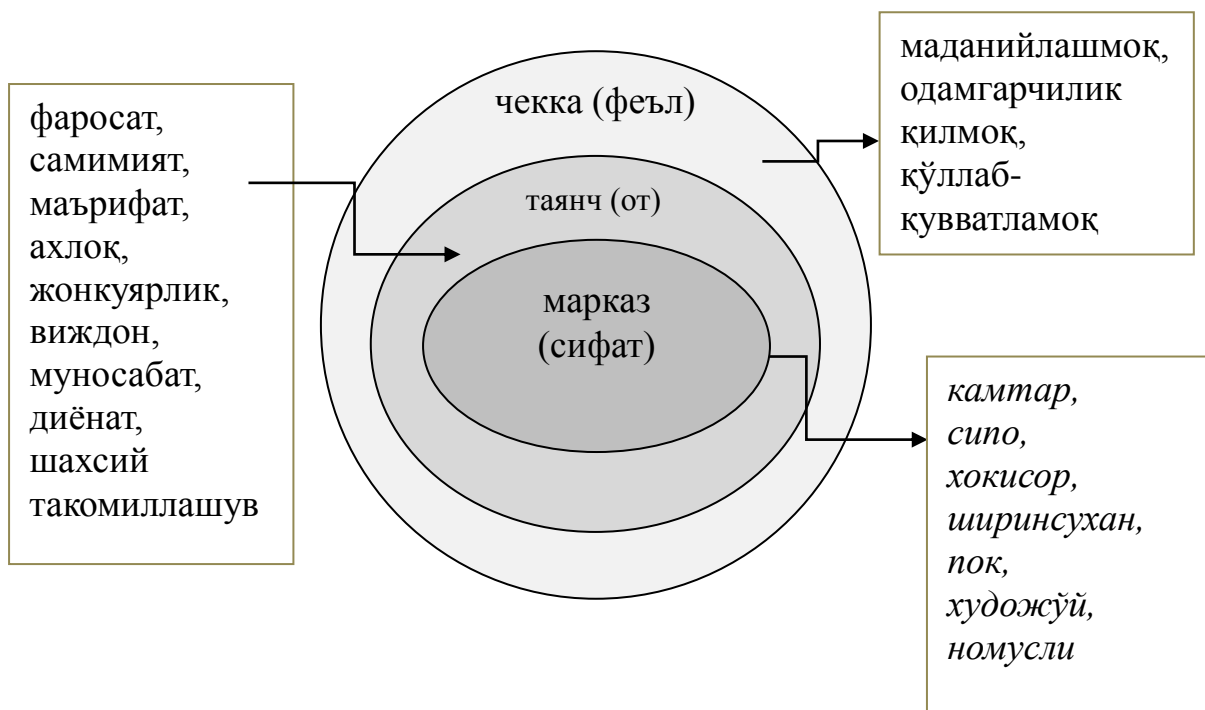 фаросат,
самимият,
маърифат,
ахлоқ,
жонкуярлик,
виждон,
муносабат,
диёнат,
шахсий
такомиллашув
чекка (феъл)
таянч (от)
марказ
(сифат)
маданийлашмоқ,
одамгарчилик
қилмоқ,
қўллаб-
қувватламоқ
камтар,
сипо,
хокисор,
ширинсухан,
пок,
художўй,
номусли